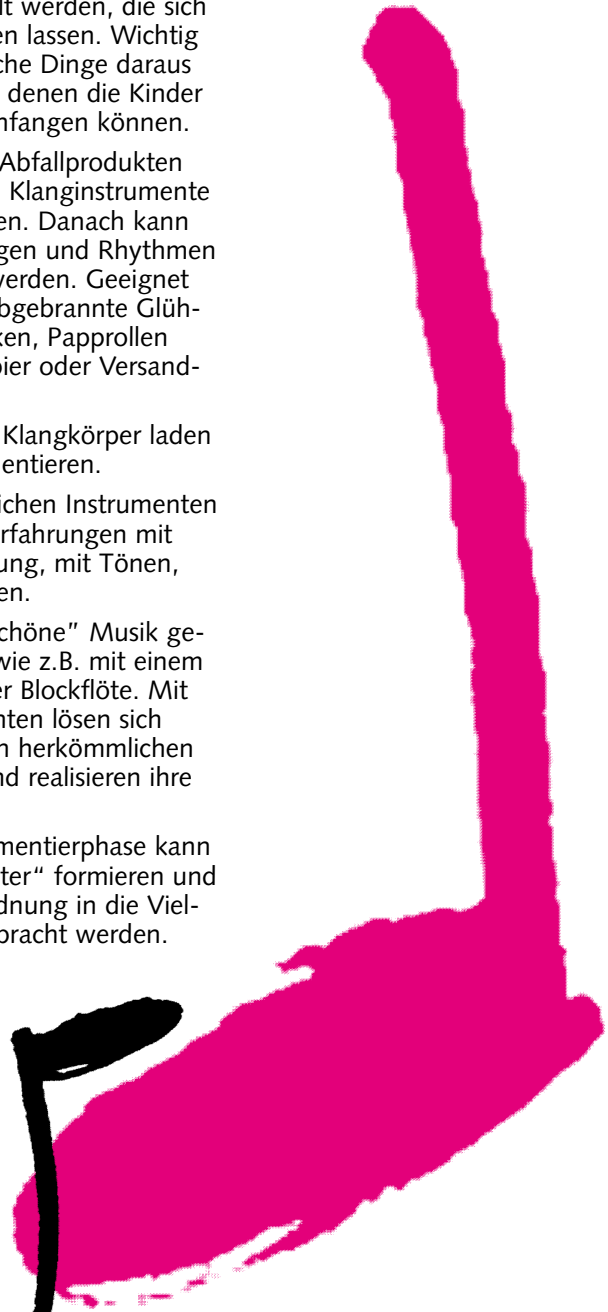 lt werden, die sich
en lassen. Wichtig
che Dinge daraus
denen die Kinder
nfangen können.
Abfallprodukten
Klanginstrumente
en. Danach kann
gen und Rhythmen
werden. Geeignet
bgebrannte Glüh-
ken, Papprollen
pier oder Versand-
Klangkörper laden
entieren.
ichen Instrumenten
rfahrungen mit
ung, mit Tönen,
en.
chöne” Musik ge-
wie z.B. mit einem
er Blockflöte. Mit
nten lösen sich
n herkömmlichen
nd realisieren ihre
mentierphase kann
ter“ formieren und
dnung in die Viel-
bracht werden.